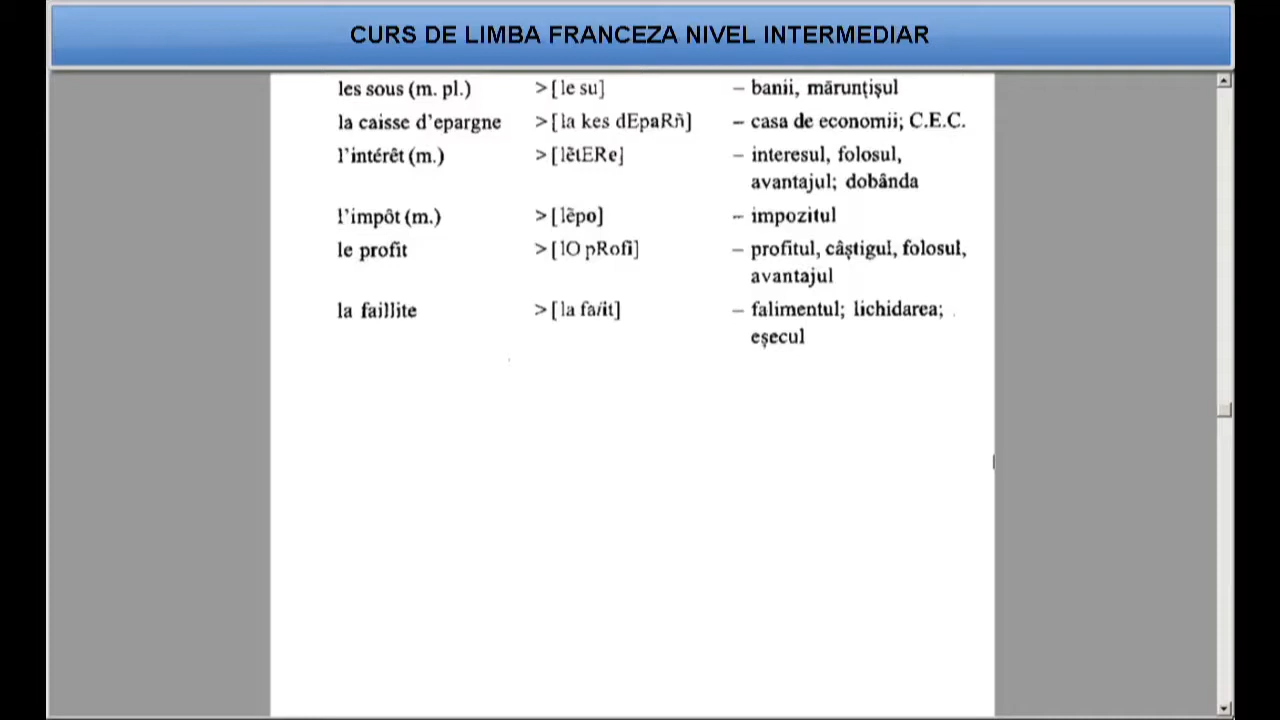 CURS DE LIMBA FRANCEZA NIVEL INTERMEDIAR
les sous (m. pl.) >[le su] – banii, mărunțișul
la caisse d’epargne >[la kes dEpaRñ] – casa de economii; C.E.C.
l’intérêt (m.) >[lẽtERe] – interesul, folosul,
avantajul; dobânda
l’impôt (m.) >[lẽpo] – impozitul
le profit >[lO pRofi] – profitul, câștigul, folosul,
avantajul
la faillite >[la fa/it] – falimentul; lichidarea;
eșecul